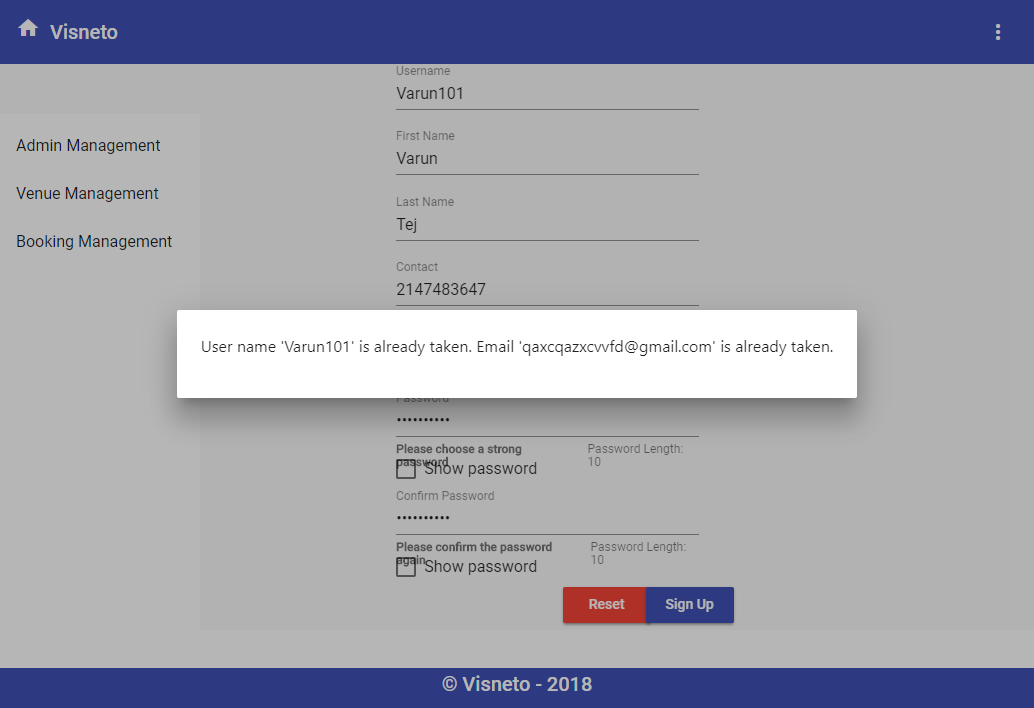 Visneto
Username
Varun101
Admin Management
First Name
Varun
Venue Management
Last Name
Tej
Booking Management
Contact
2147483647
User name 'Varun101' is already taken. Email 'qaxcqazxcvvfd@gmail.com' is already taken.
Password
••••••••••
Please choose a strong
password
Password Length:
10
Show password
Confirm Password
••••••••••
Please confirm the password
again
Password Length:
10
Show password
Reset
Sign Up
© Visneto - 2018